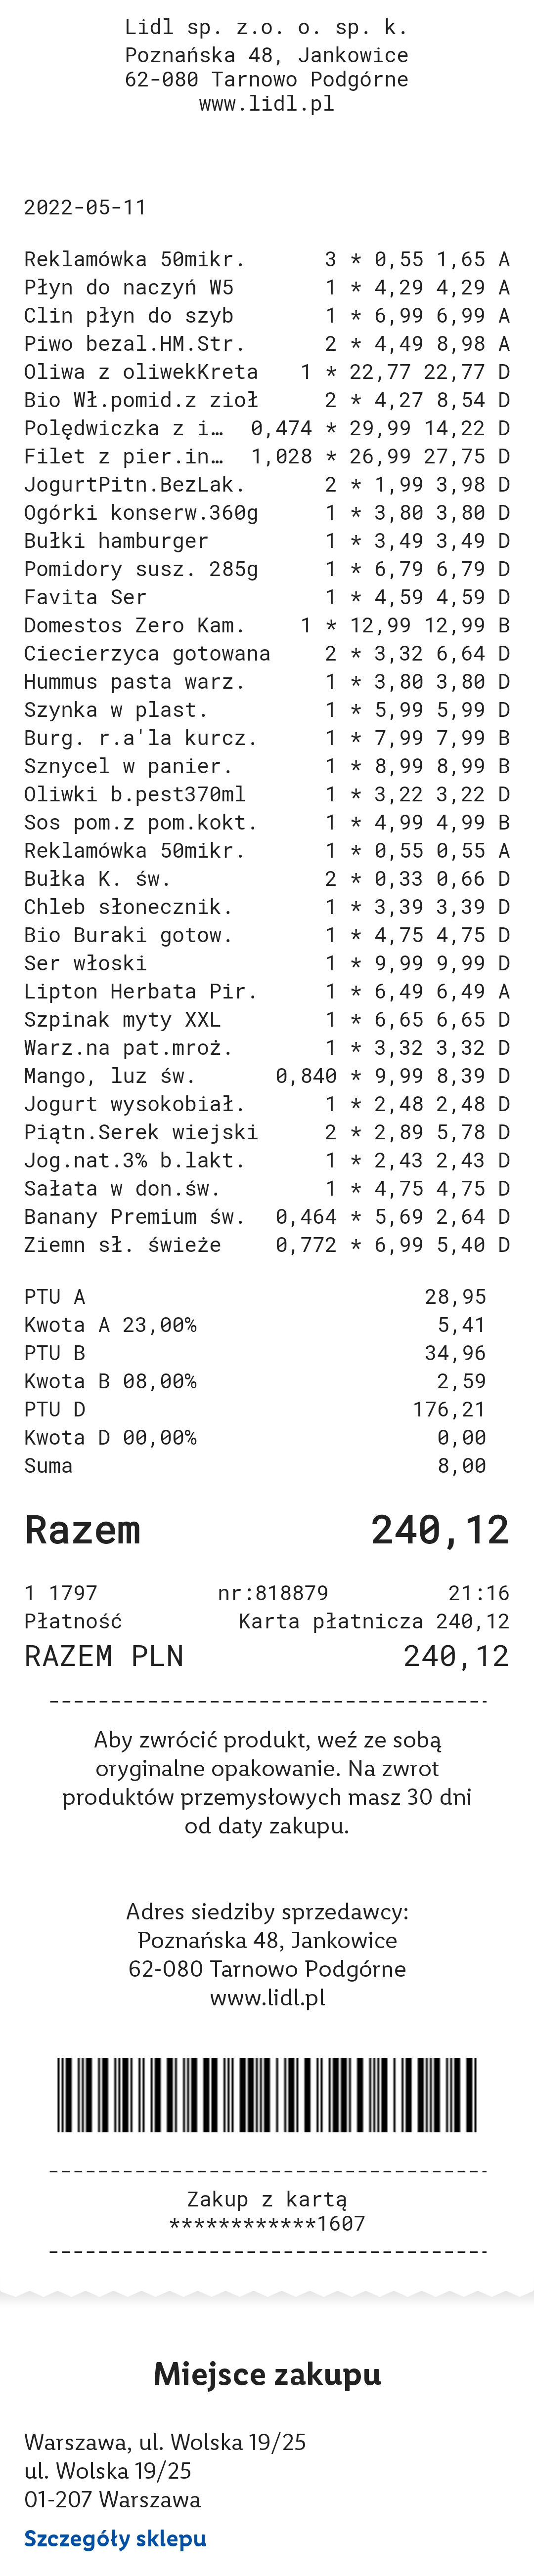 Lidl sp. z.o. o. sp. k.
Poznańska 48, Jankowice
62-080 Tarnowo Podgórne
www.lidl.pl
2022-05-11
Reklamówka 50mikr. 3 * 0,55 1,65 A
Płyn do naczyń W5 1 * 4,29 4,29 A
Clin płyn do szyb 1 * 6,99 6,99 A
Piwo bezal.HM.Str. 2 * 4,49 8,98 A
Oliwa z oliwekKreta 1 * 22,77 22,77 D
Bio Wł.pomid.z zioł 2 * 4,27 8,54 D
Polędwiczka z i… 0,474 * 29,99 14,22 D
Filet z pier.in… 1,028 * 26,99 27,75 D
JogurtPitn.BezLak. 2 * 1,99 3,98 D
Ogórki konserw.360g 1 * 3,80 3,80 D
Bułki hamburger 1 * 3,49 3,49 D
Pomidory susz. 285g 1 * 6,79 6,79 D
Favita Ser 1 * 4,59 4,59 D
Domestos Zero Kam. 1 * 12,99 12,99 B
Ciecierzyca gotowana 2 * 3,32 6,64 D
Hummus pasta warz. 1 * 3,80 3,80 D
Szynka w plast. 1 * 5,99 5,99 D
Burg. r.a'la kurcz. 1 * 7,99 7,99 B
Sznycel w panier. 1 * 8,99 8,99 B
Oliwki b.pest370ml 1 * 3,22 3,22 D
Sos pom.z pom.kokt. 1 * 4,99 4,99 B
Reklamówka 50mikr. 1 * 0,55 0,55 A
Bułka K. św. 2 * 0,33 0,66 D
Chleb słonecznik. 1 * 3,39 3,39 D
Bio Buraki gotow. 1 * 4,75 4,75 D
Ser włoski 1 * 9,99 9,99 D
Lipton Herbata Pir. 1 * 6,49 6,49 A
Szpinak myty XXL 1 * 6,65 6,65 D
Warz.na pat.mroż. 1 * 3,32 3,32 D
Mango, luz św. 0,840 * 9,99 8,39 D
Jogurt wysokobiał. 1 * 2,48 2,48 D
Piątn.Serek wiejski 2 * 2,89 5,78 D
Jog.nat.3% b.lakt. 1 * 2,43 2,43 D
Sałata w don.św. 1 * 4,75 4,75 D
Banany Premium św. 0,464 * 5,69 2,64 D
Ziemn sł. świeże 0,772 * 6,99 5,40 D
PTU A 28,95
Kwota A 23,00% 5,41
PTU B 34,96
Kwota B 08,00% 2,59
PTU D 176,21
Kwota D 00,00% 0,00
Suma 8,00
Razem 240,12
1 1797 nr:818879 21:16
Płatność Karta płatnicza 240,12
RAZEM PLN 240,12
Aby zwrócić produkt, weź ze sobą
oryginalne opakowanie. Na zwrot
produktów przemysłowych masz 30 dni
od daty zakupu.
Adres siedziby sprzedawcy:
Poznańska 48, Jankowice
62-080 Tarnowo Podgórne
www.lidl.pl
Zakup z kartą
************1607
Miejsce zakupu
Warszawa, ul. Wolska 19/25
ul. Wolska 19/25
01-207 Warszawa
Szczegóły sklepu